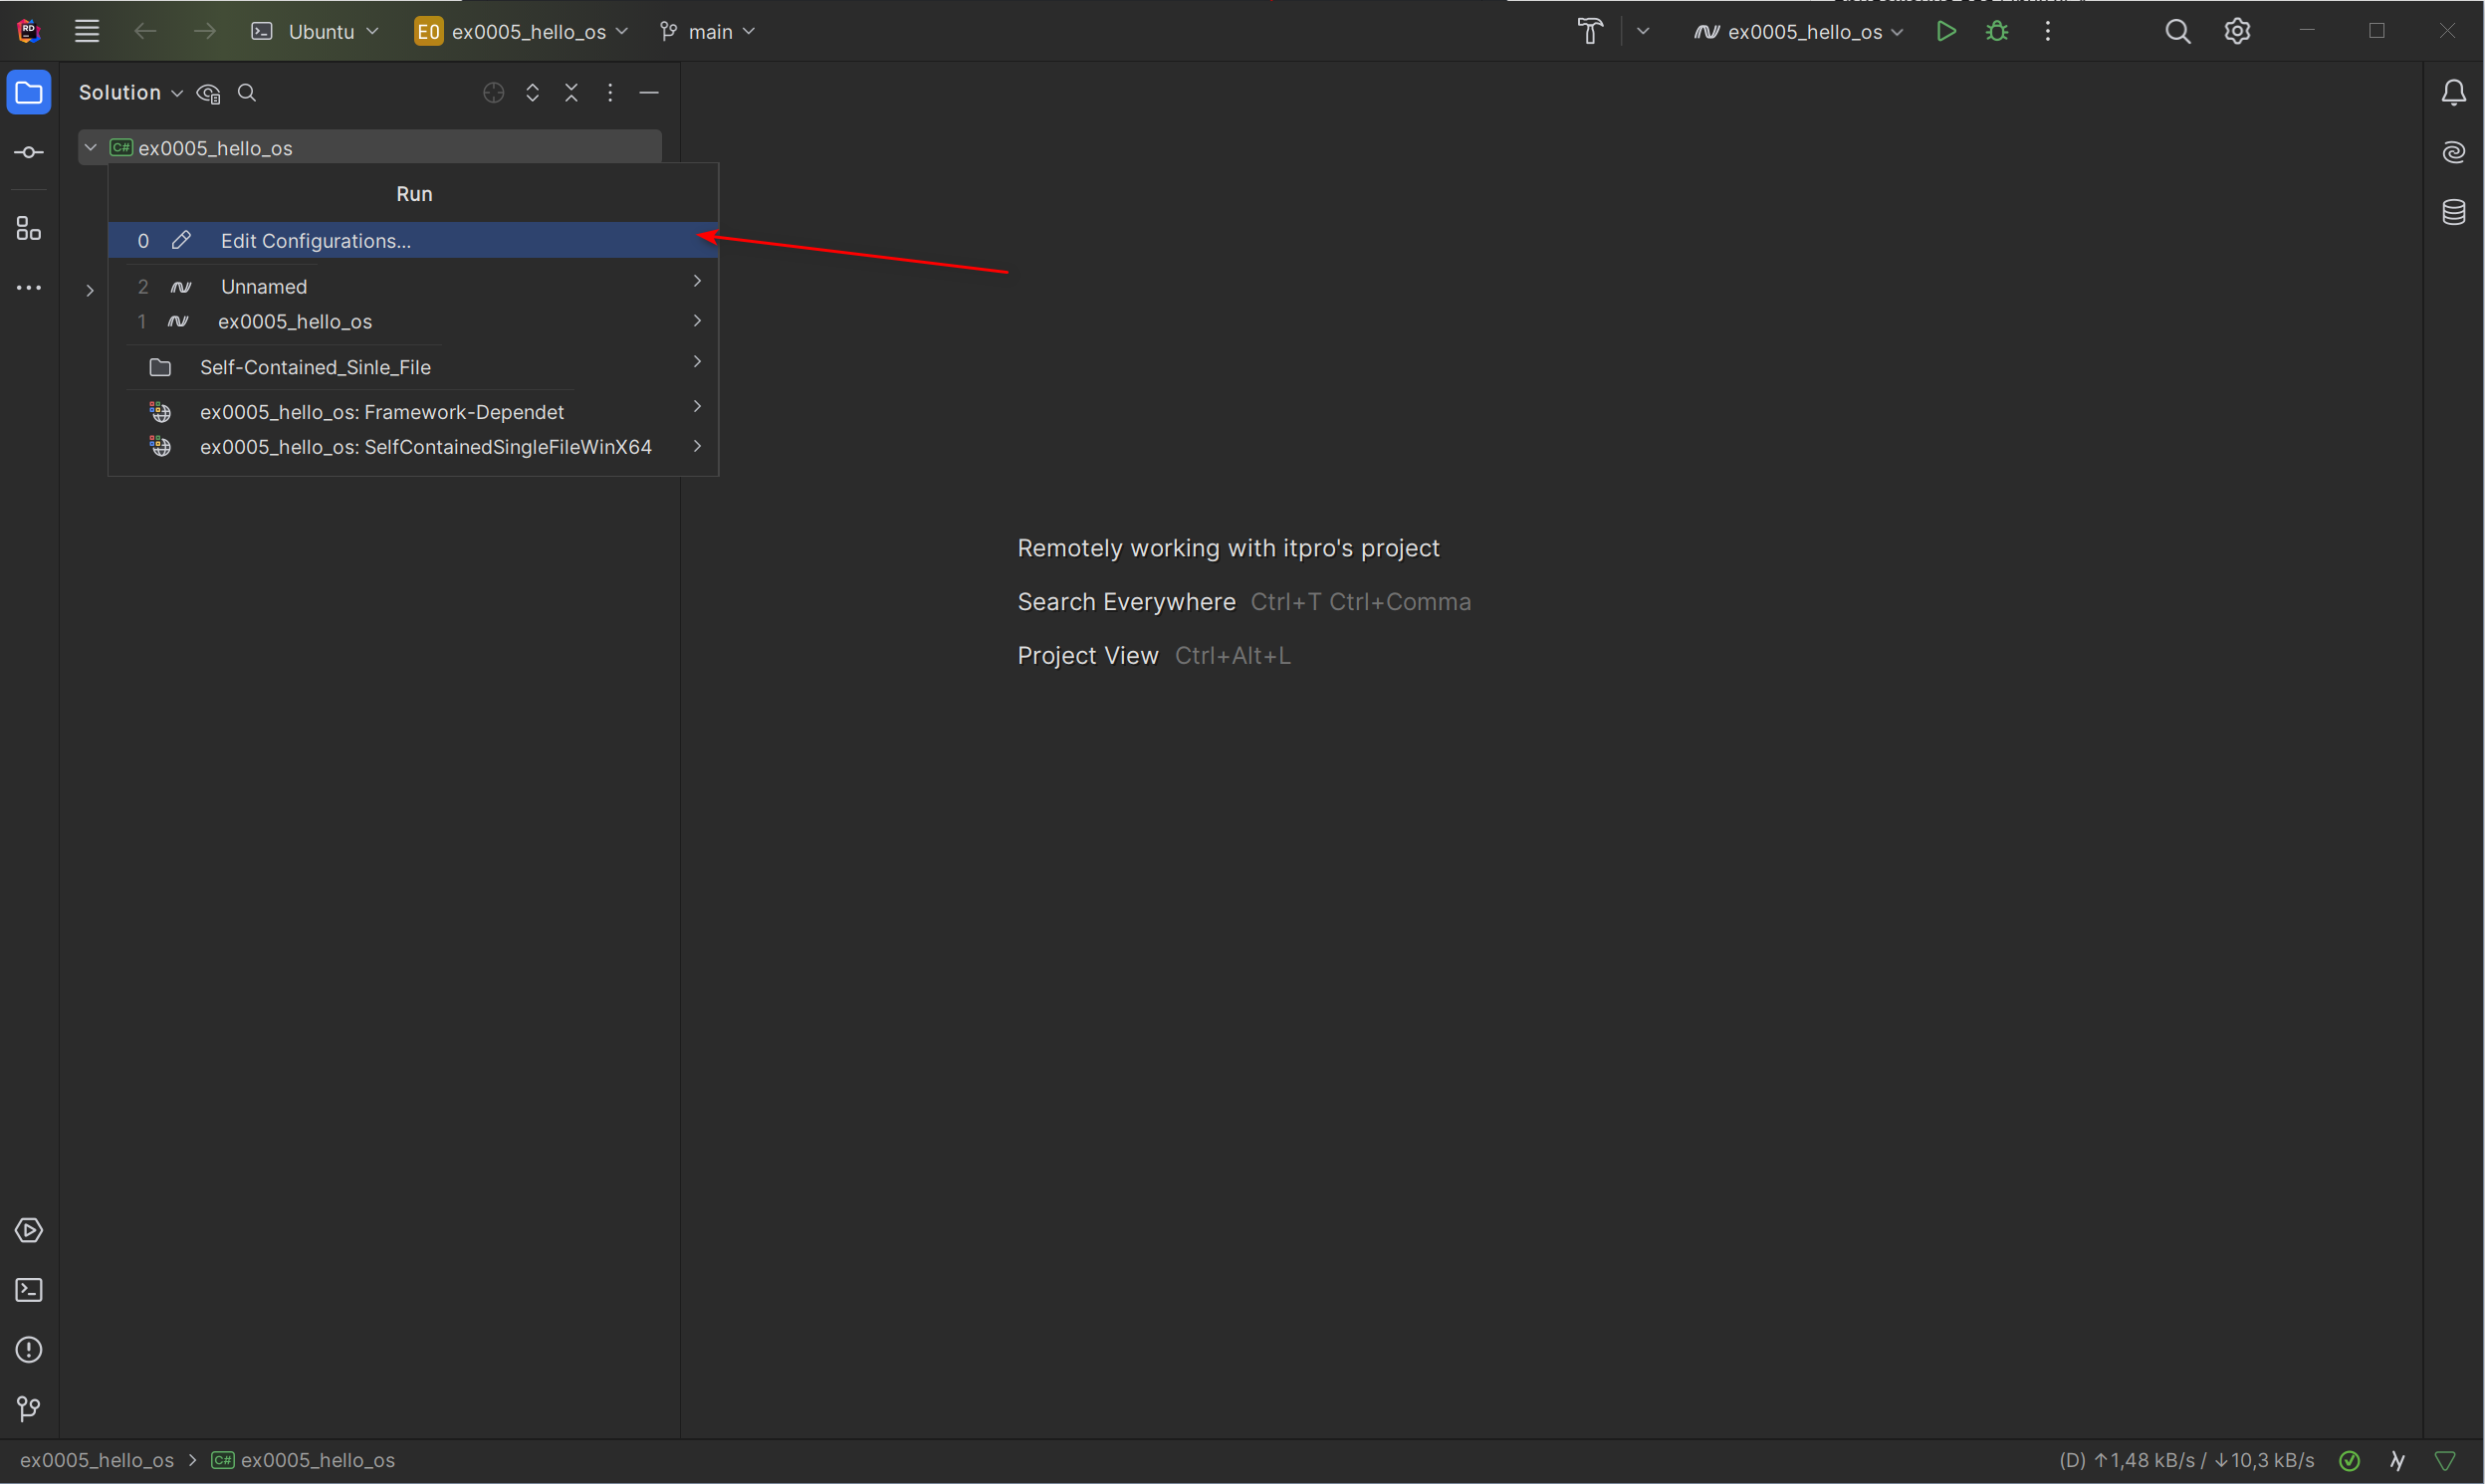 RD Ubuntu E0 ex0005_hello_os main ex0005_hello_os
Solution
C# ex0005_hello_os
Run
0 Edit Configurations...
2 Unnamed
1 ex0005_hello_os
Self-Contained_Sinle_File
ex0005_hello_os: Framework-Dependet
ex0005_hello_os: SelfContainedSingleFileWinX64
Remotely working with itpro's project
Search Everywhere Ctrl+T Ctrl+Comma
Project View Ctrl+Alt+L
ex0005_hello_os > C# ex0005_hello_os (D) ↑1,48 kB/s / ↓10,3 kB/s